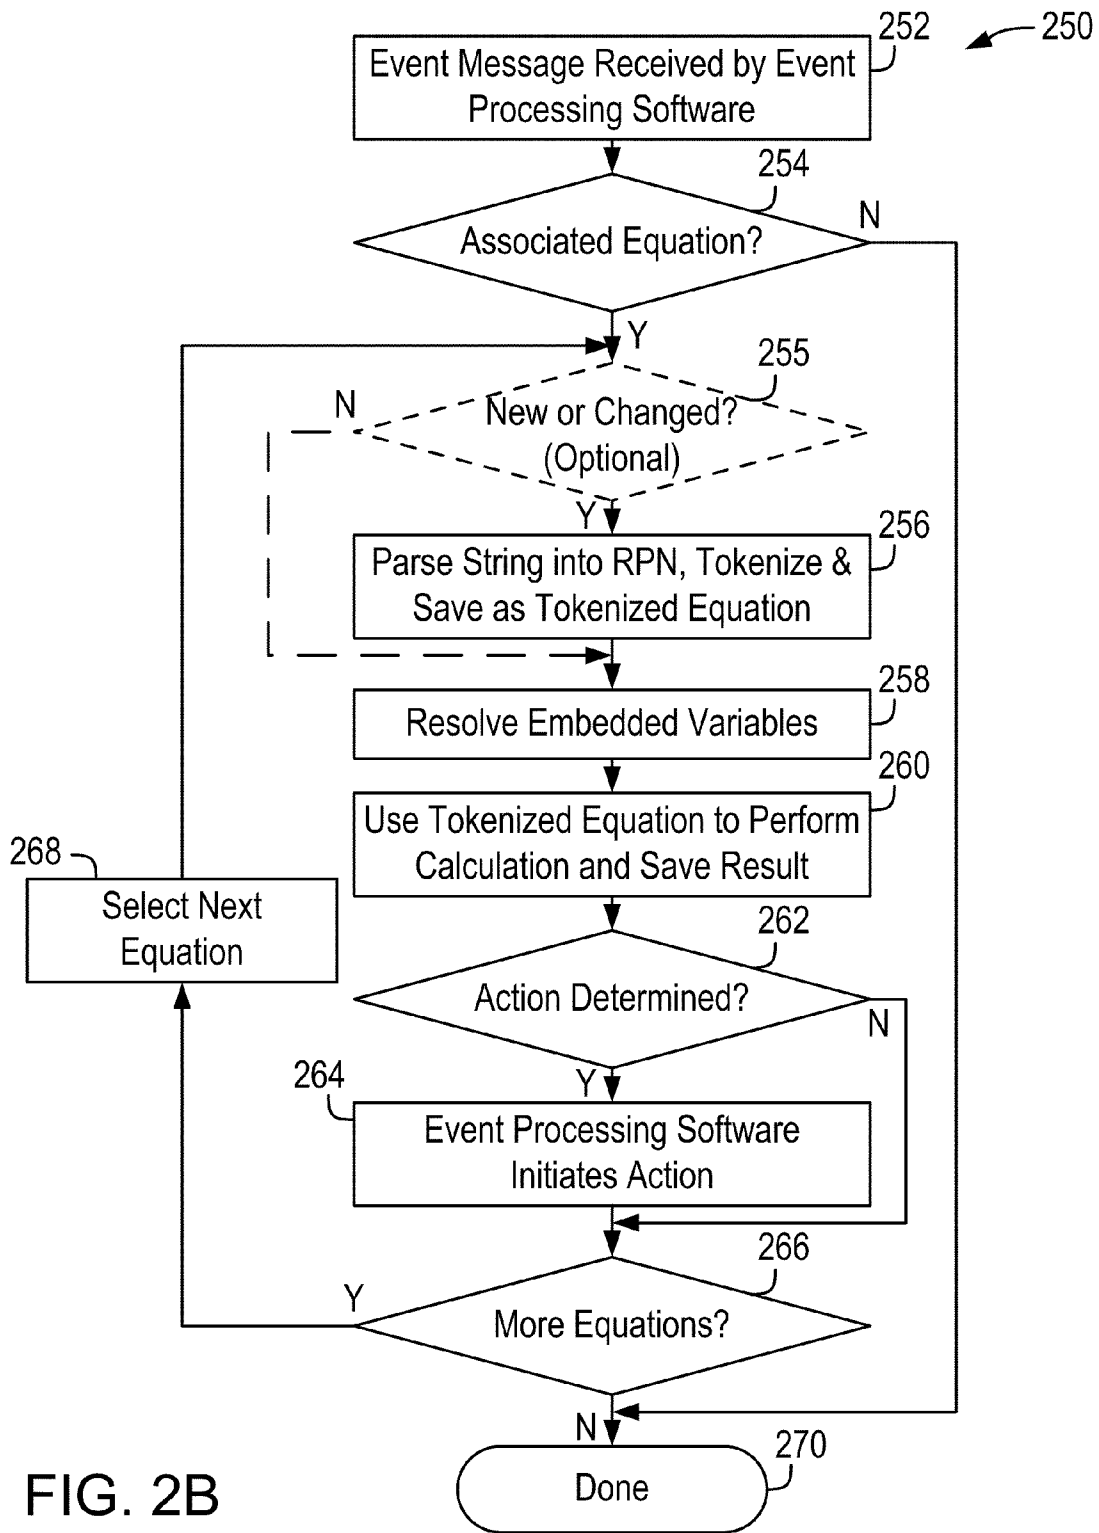 252
250
Event Message Received by Event
Processing Software
254
N
Associated Equation?
Y
255
N
New or Changed?
(Optional)
Y
256
Parse String into RPN, Tokenize &
Save as Tokenized Equation
258
Resolve Embedded Variables
260
Use Tokenized Equation to Perform
Calculation and Save Result
268
Select Next
Equation
262
Action Determined?
N
Y
264
Event Processing Software
Initiates Action
266
Y
More Equations?
N
270
Done
FIG. 2B